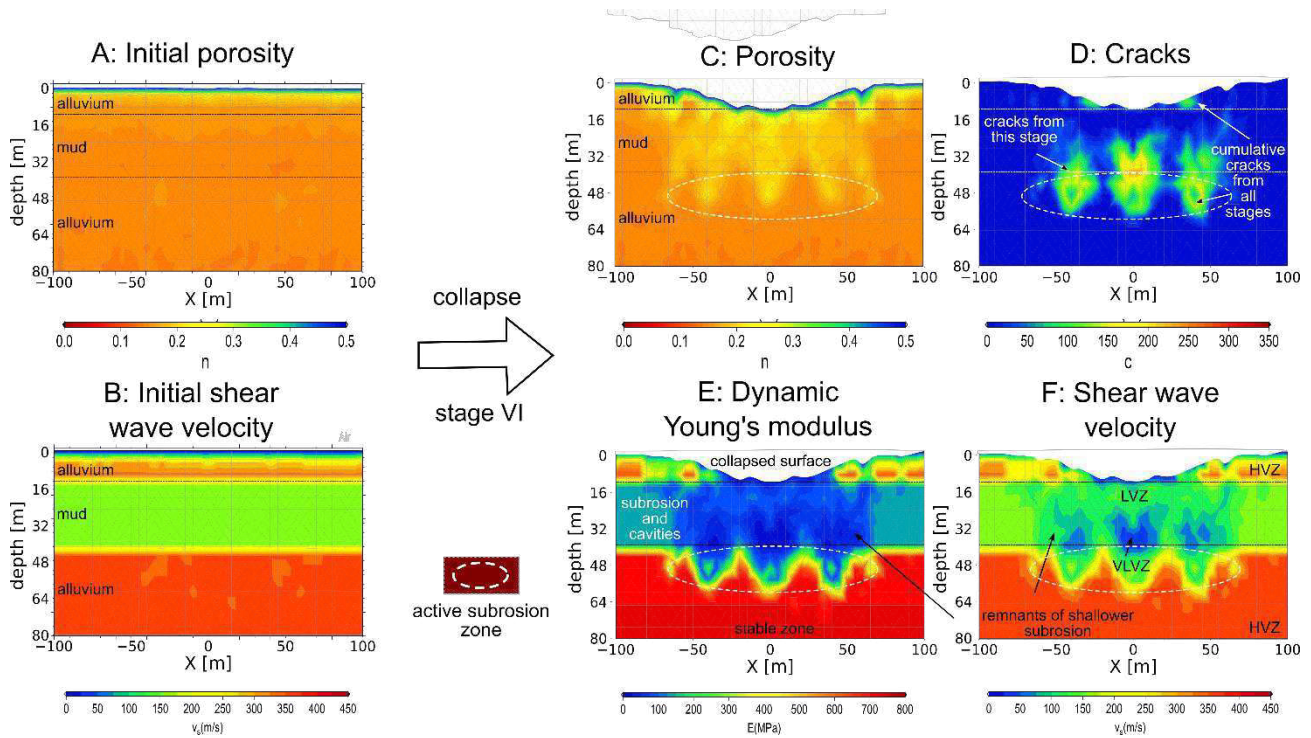 A: Initial porosity
0
16
32
48
64
80
depth [m]
alluvium
mud
alluvium
−100
−50
0
50
100
X [m]
0.0
0.1
0.2
0.3
0.4
0.5
n
B: Initial shear
wave velocity
Air
0
16
32
48
64
80
depth [m]
alluvium
mud
alluvium
−100
−50
0
50
100
X [m]
0
50
100
150
200
250
300
350
400
450
vs(m/s)
collapse
stage VI
active subrosion
zone
C: Porosity
0
16
32
48
64
80
depth [m]
alluvium
mud
alluvium
−100
−50
0
50
100
X [m]
0.0
0.1
0.2
0.3
0.4
0.5
n
D: Cracks
0
16
32
48
64
80
depth [m]
cracks from
this stage
cumulative
cracks
from
all
stages
−100
−50
0
50
100
X [m]
0
50
100
150
200
250
300
350
c
E: Dynamic
Young's modulus
0
16
32
48
64
80
depth [m]
collapsed surface
subrosion
and
cavities
stable zone
−100
−50
0
50
100
X [m]
0
100
200
300
400
500
600
700
800
E(MPa)
F: Shear wave
velocity
0
16
32
48
64
80
depth [m]
HVZ
LVZ
VLVZ
remnants of shallower
subrosion
HVZ
−100
−50
0
50
100
X [m]
0
50
100
150
200
250
300
350
400
450
vs(m/s)